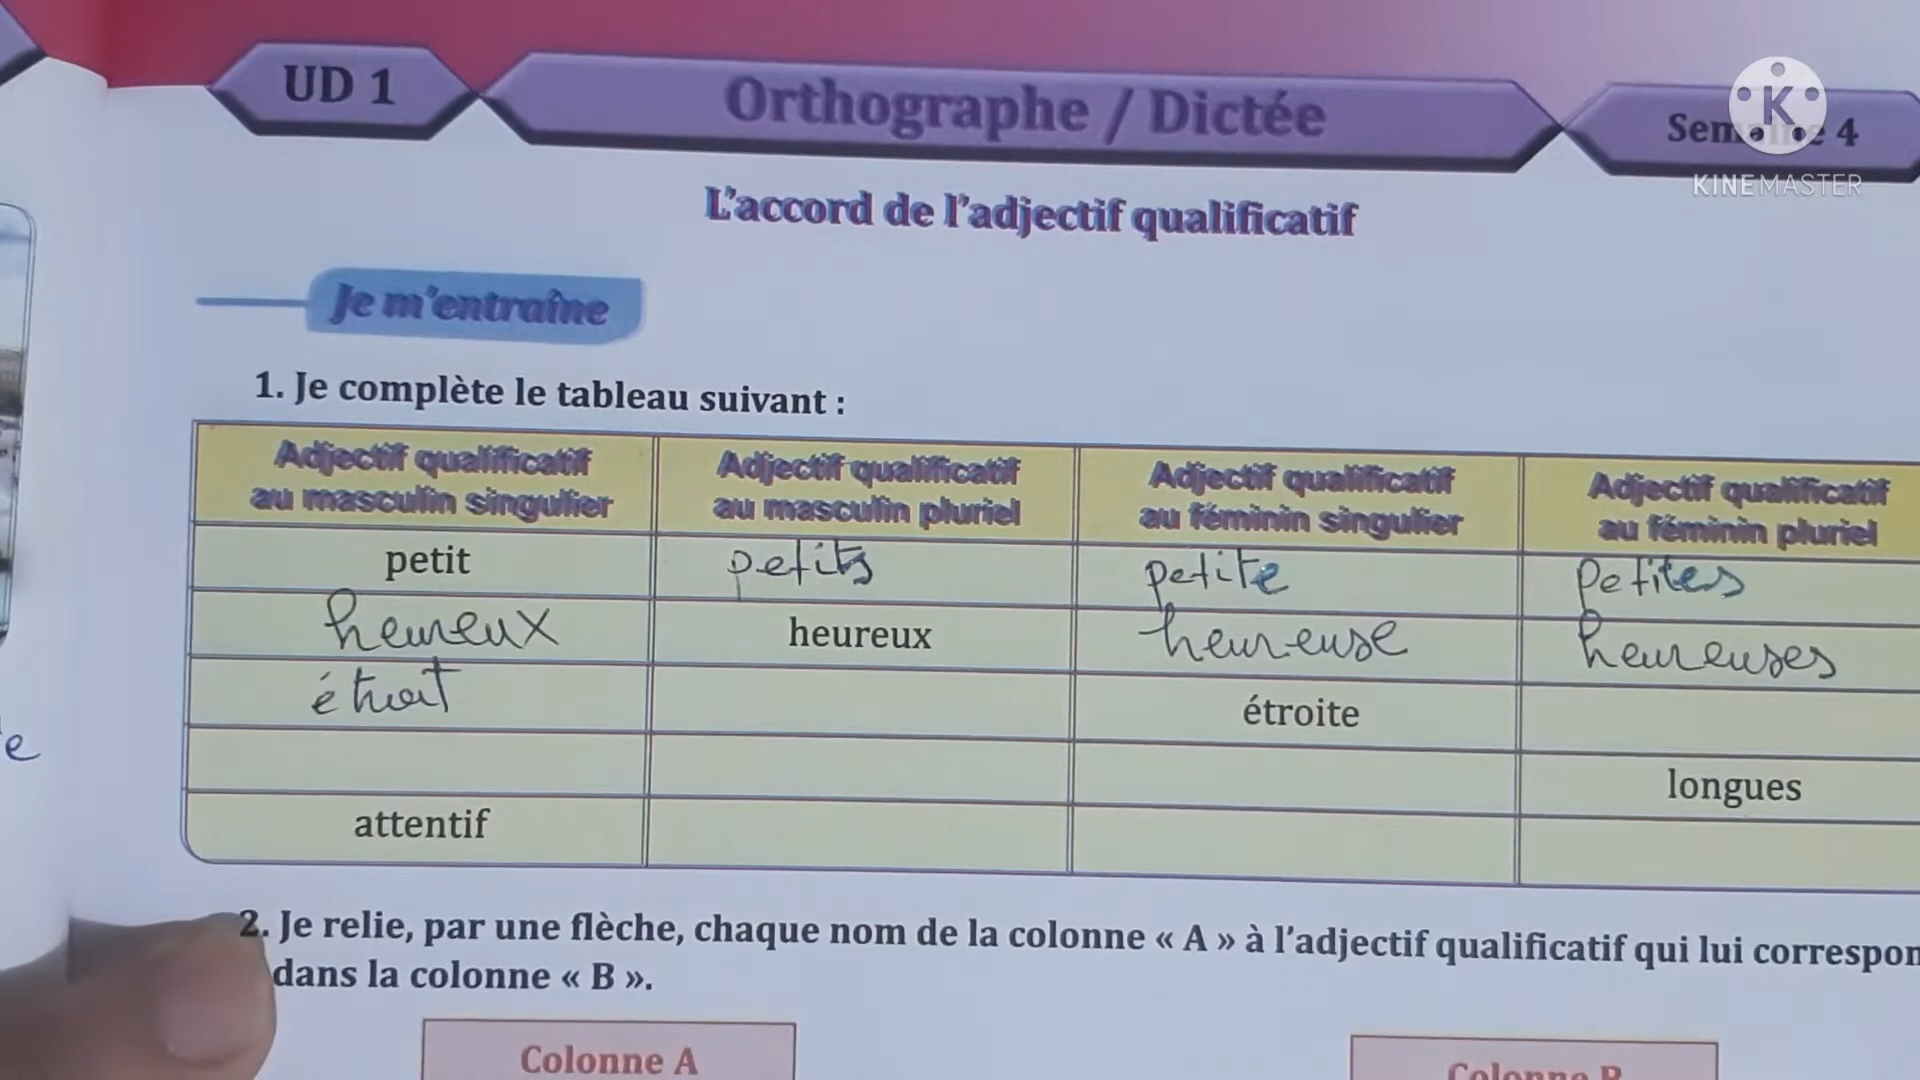 UD 1
Orthographe / Dictée
Semaine 4
KINEMASTER
L'accord de l'adjectif qualificatif
Je m'entraîne
1. Je complète le tableau suivant :
Adjectif qualificatif au masculin singulier
Adjectif qualificatif au masculin pluriel
Adjectif qualificatif au féminin singulier
Adjectif qualificatif au féminin pluriel
petit petits petite Petites
heureux heureux heureuse heureuses
étroit étroite
longues
attentif
e
2. Je relie, par une flèche, chaque nom de la colonne « A » à l'adjectif qualificatif qui lui correspon
dans la colonne « B ».
Colonne A
Colonne B